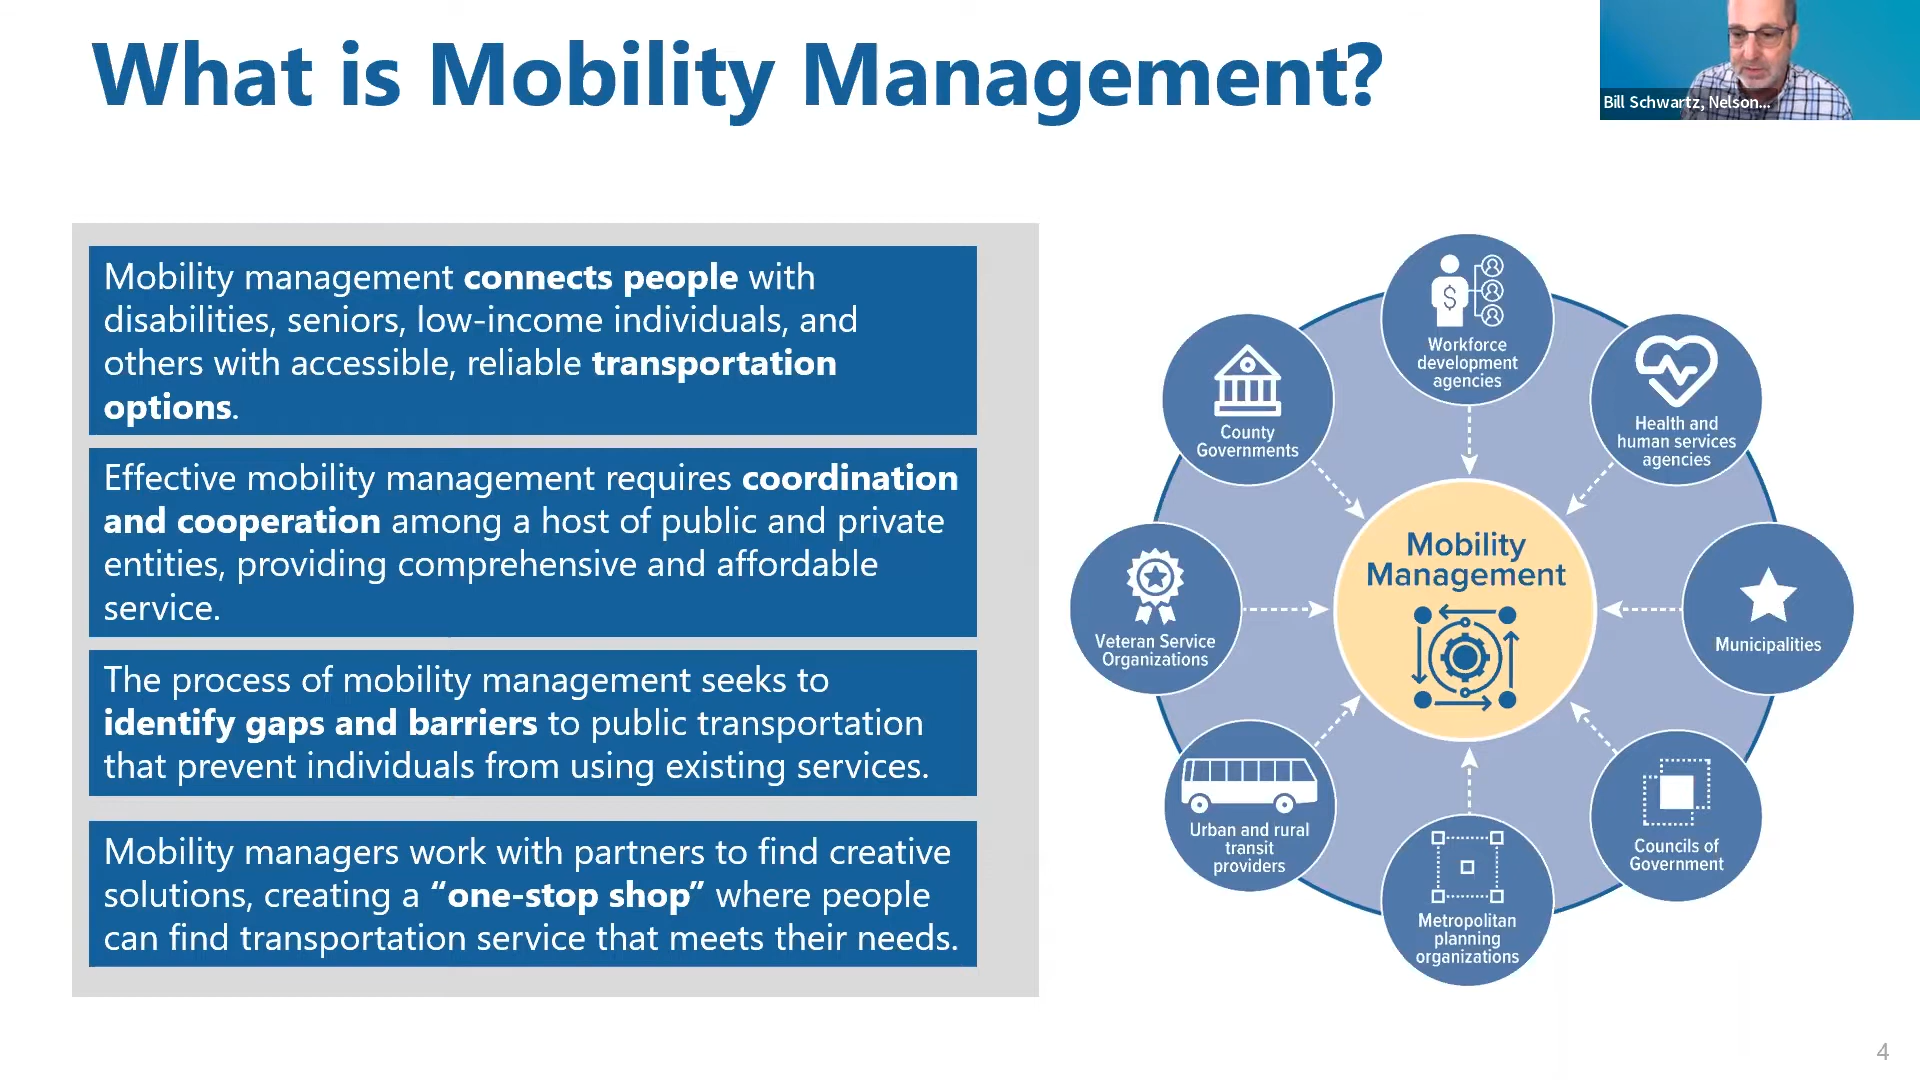 What is Mobility Management?
Bill Schwartz, Nelson...
Mobility management connects people with
disabilities, seniors, low-income individuals, and
others with accessible, reliable transportation
options.
Effective mobility management requires coordination
and cooperation among a host of public and private
entities, providing comprehensive and affordable
service.
The process of mobility management seeks to
identify gaps and barriers to public transportation
that prevent individuals from using existing services.
Mobility managers work with partners to find creative
solutions, creating a “one-stop shop” where people
can find transportation service that meets their needs.
$
Workforce
development
agencies
Health and
human services
agencies
Municipalities
Councils of
Government
Metropolitan
planning
organizations
Urban and rural
transit
providers
Veteran Service
Organizations
County
Governments
Mobility
Management
4